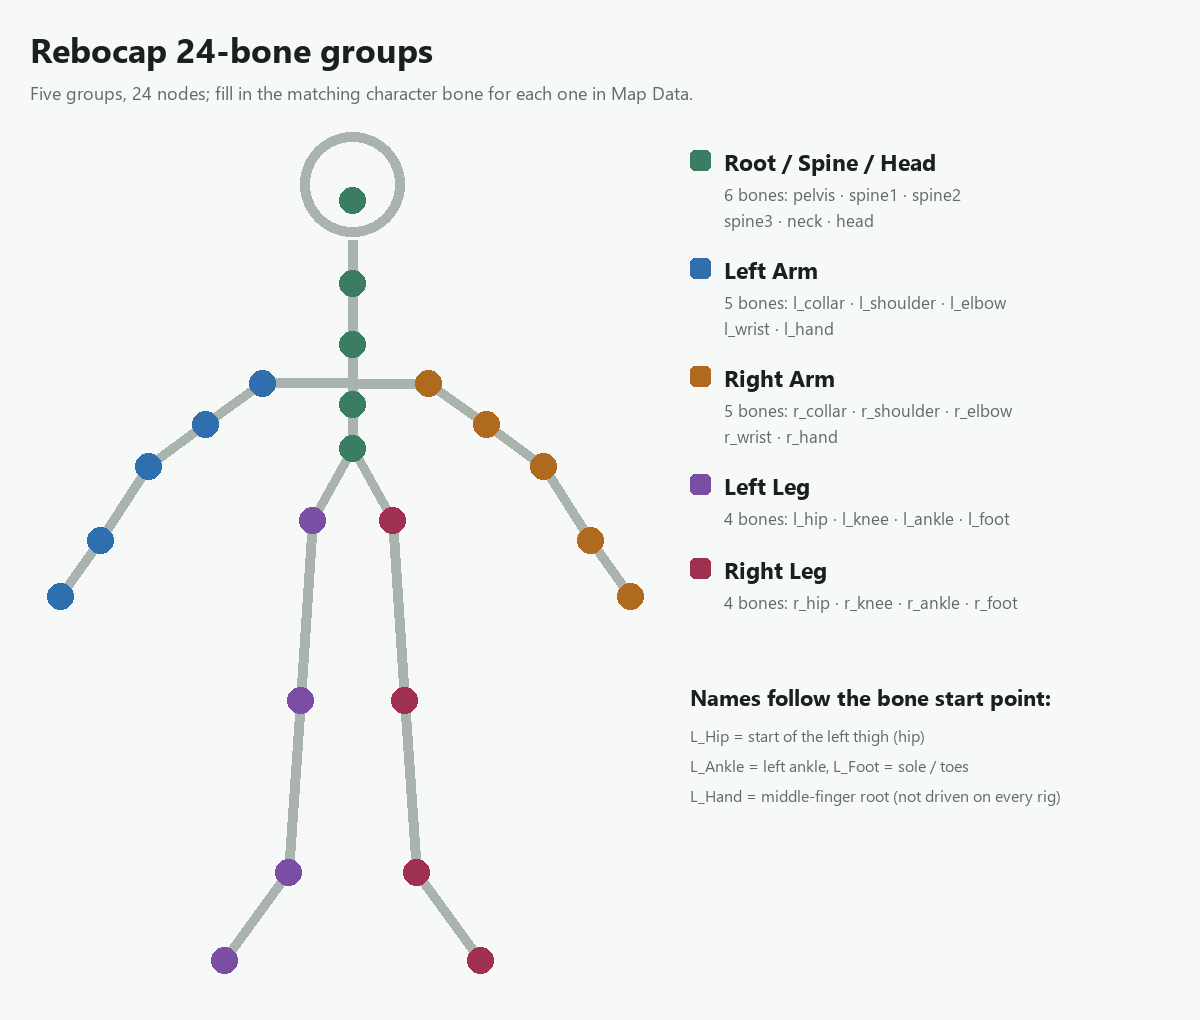 Rebocap 24-bone groups
Five groups, 24 nodes; fill in the matching character bone for each one in Map Data.
Root / Spine / Head
6 bones: pelvis · spine1 · spine2
spine3 · neck · head
Left Arm
5 bones: l_collar · l_shoulder · l_elbow
l_wrist · l_hand
Right Arm
5 bones: r_collar · r_shoulder · r_elbow
r_wrist · r_hand
Left Leg
4 bones: l_hip · l_knee · l_ankle · l_foot
Right Leg
4 bones: r_hip · r_knee · r_ankle · r_foot
Names follow the bone start point:
L_Hip = start of the left thigh (hip)
L_Ankle = left ankle, L_Foot = sole / toes
L_Hand = middle-finger root (not driven on every rig)